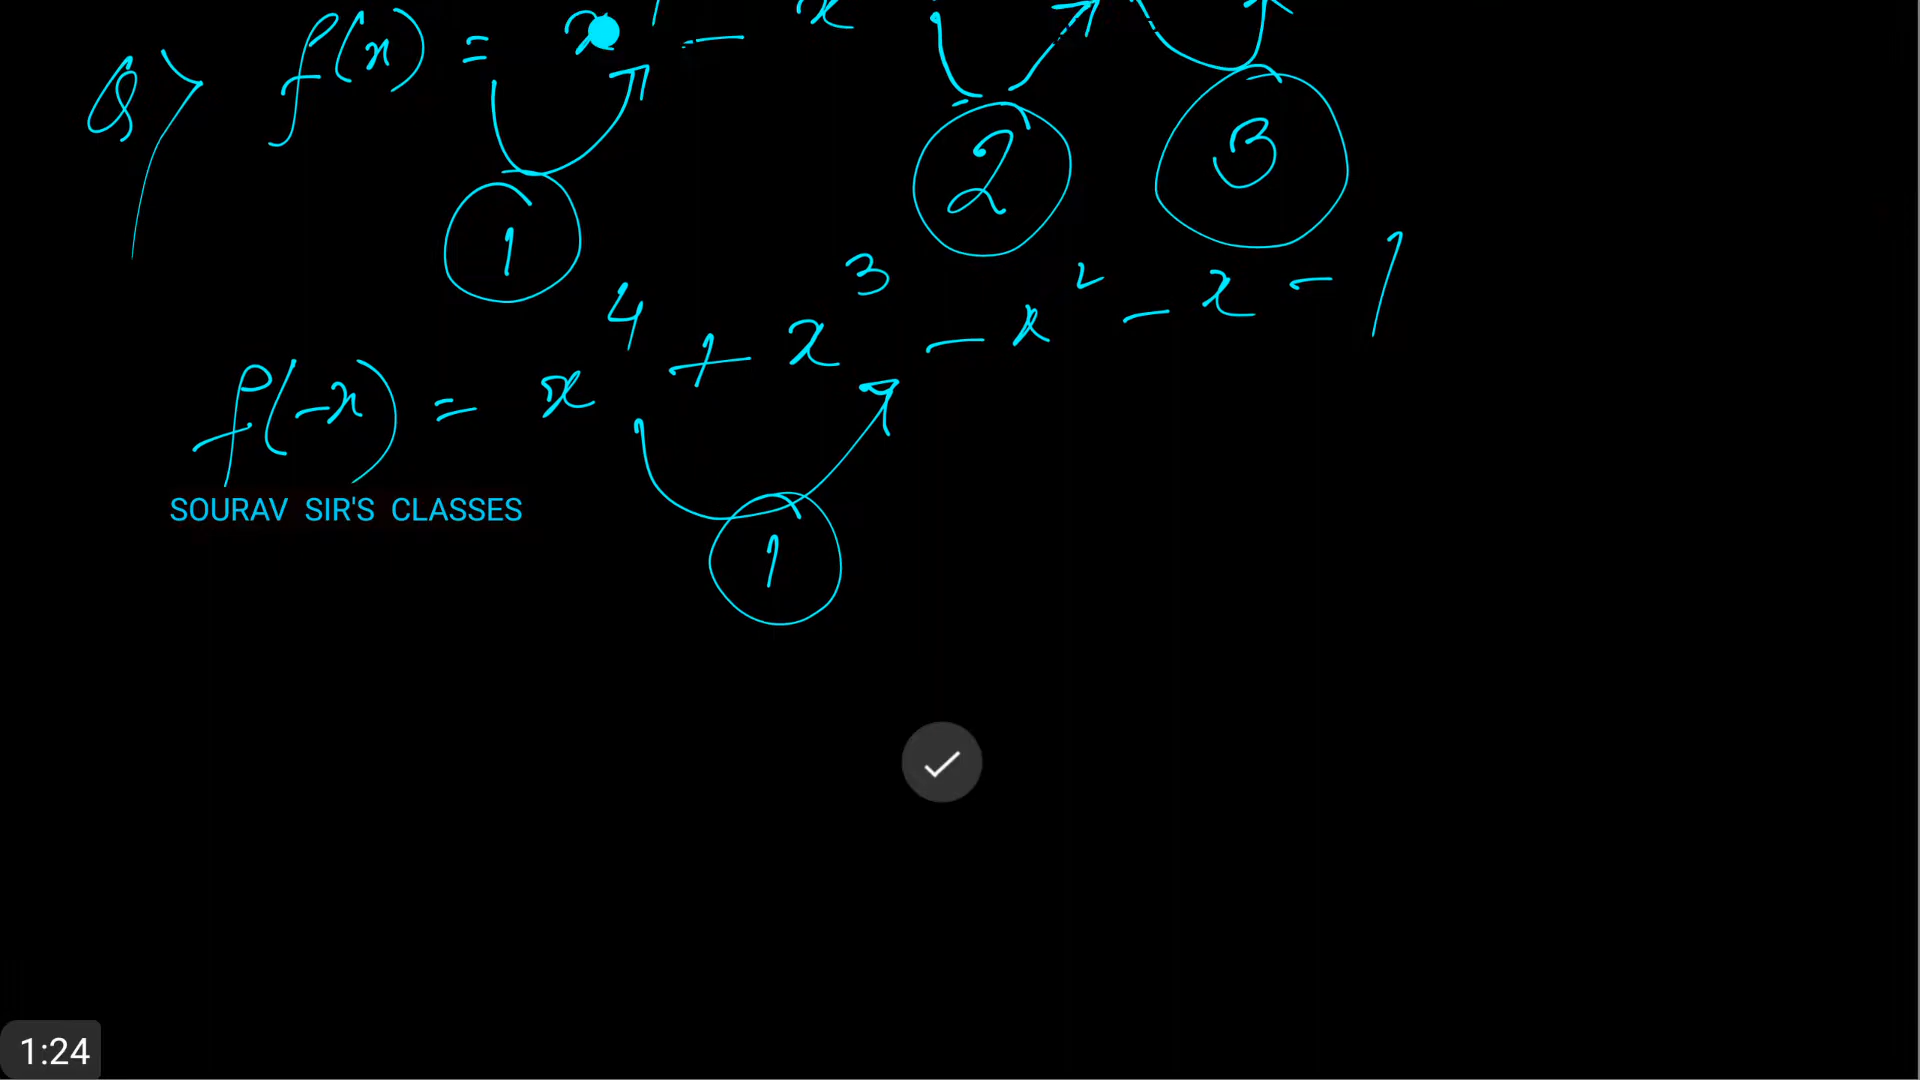 Q) f(x) = x - x
1 2 3
f(-x) = x⁴ + x³ - x² - x - 1
SOURAV SIR'S CLASSES
1
1:24